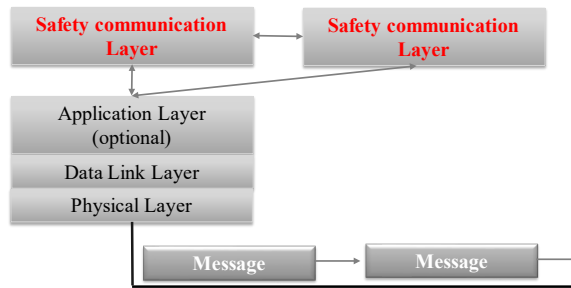 Safety communication
Layer
Safety communication
Layer
Application Layer
(optional)
Data Link Layer
Physical Layer
Message
Message